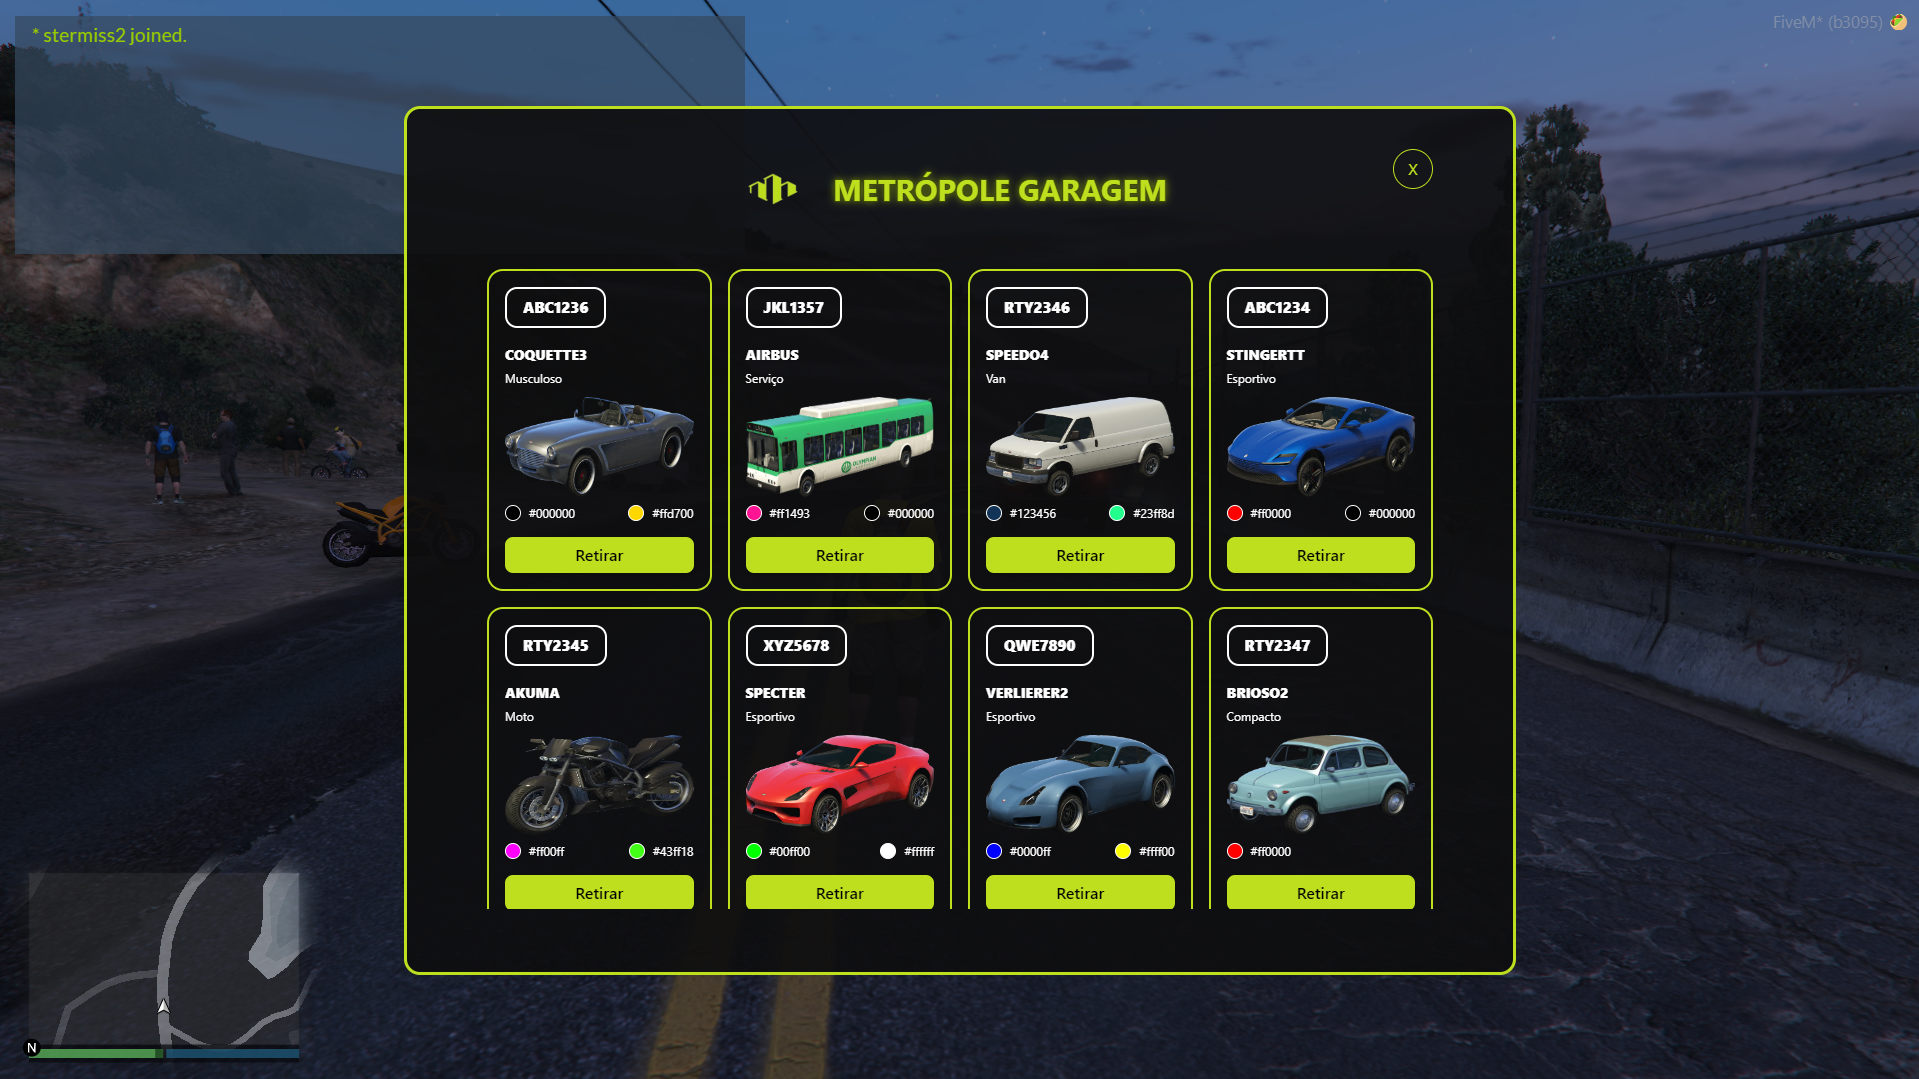 * stermiss2 joined.
FiveM* (b3095)
METRÓPOLE GARAGEM
X
ABC1236
COQUETTE3
Musculoso
#000000
#ffd700
Retirar
JKL1357
AIRBUS
Serviço
#ff1493
#000000
Retirar
RTY2346
SPEEDO4
Van
#123456
#23ff8d
Retirar
ABC1234
STINGERTT
Esportivo
#ff0000
#000000
Retirar
RTY2345
AKUMA
Moto
#ff00ff
#43ff18
Retirar
XYZ5678
SPECTER
Esportivo
#00ff00
#ffffff
Retirar
QWE7890
VERLIERER2
Esportivo
#0000ff
#ffff00
Retirar
RTY2347
BRIOSO2
Compacto
#ff0000
Retirar
N